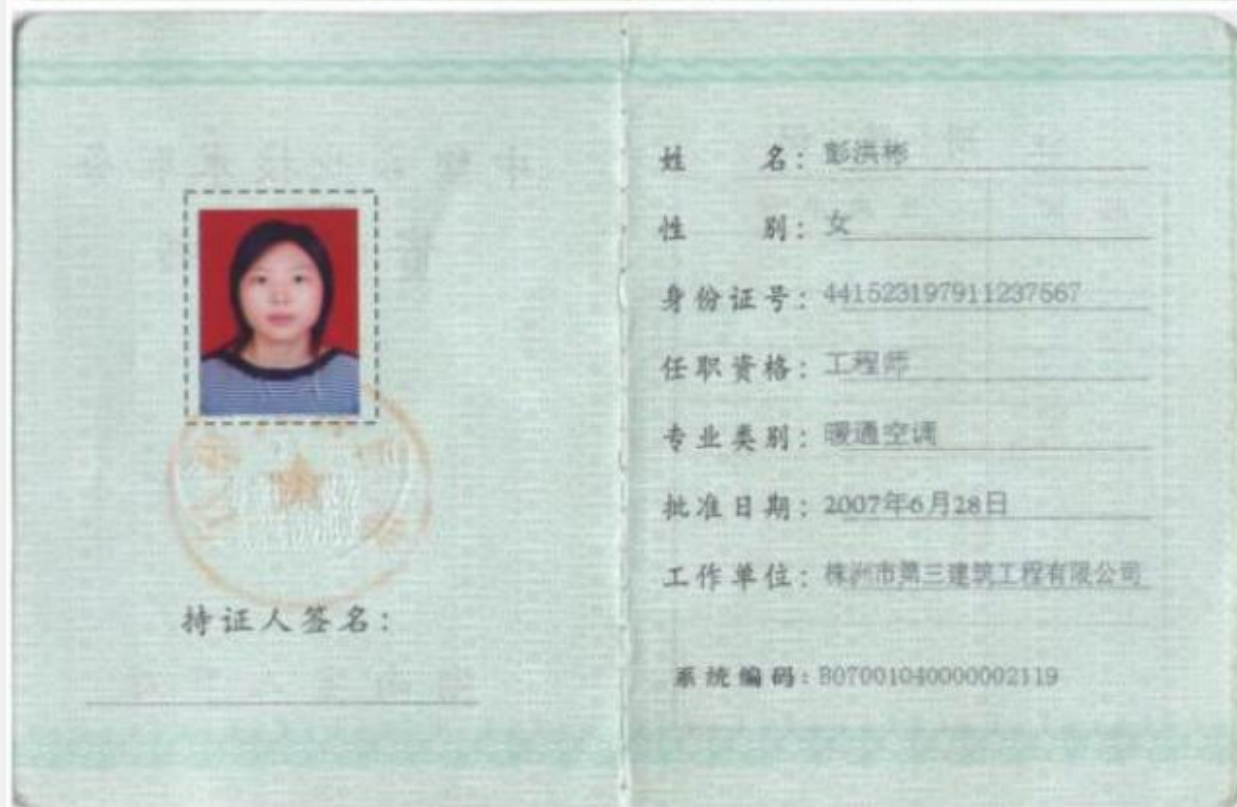 持证人签名:
姓 名: 彭洪彬
性 别: 女
身份证号: 441523197911237567
任职资格: 工程师
专业类别: 暖通空调
批准日期: 2007年6月28日
工作单位: 株洲市第三建筑工程有限公司
系统编码: B07001040000002119